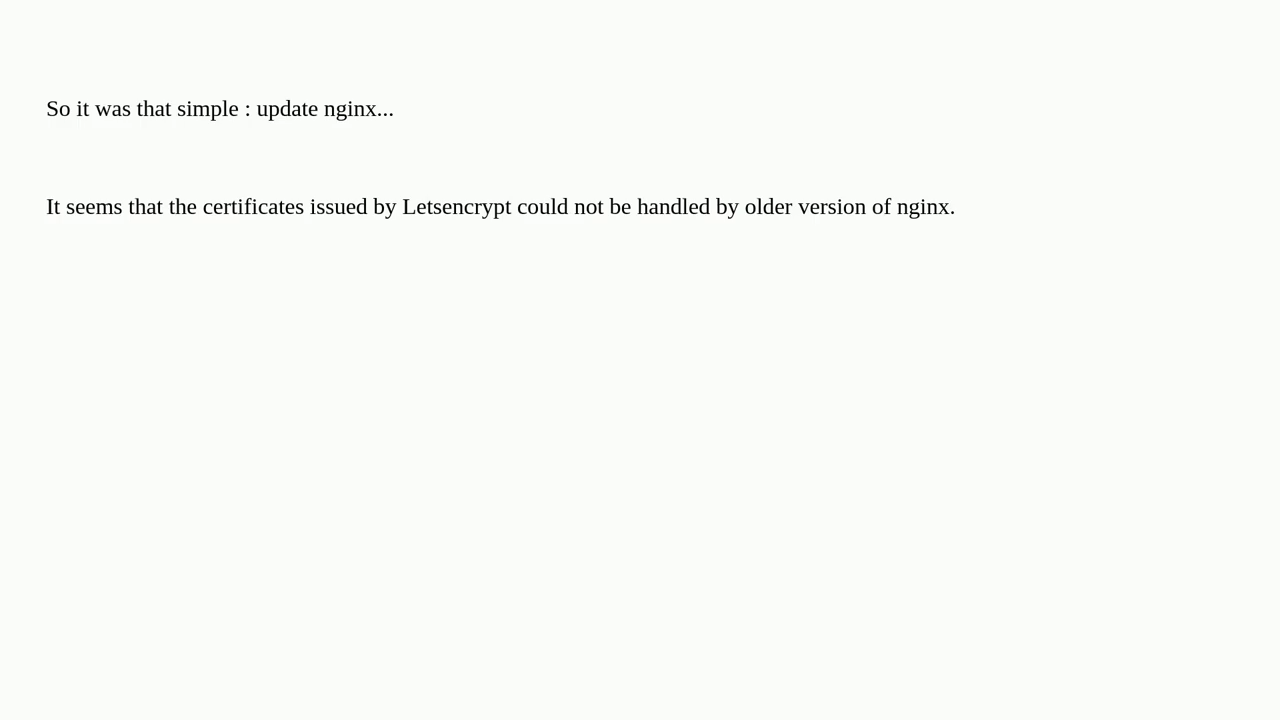 So it was that simple : update nginx...
It seems that the certificates issued by Letsencrypt could not be handled by older version of nginx.